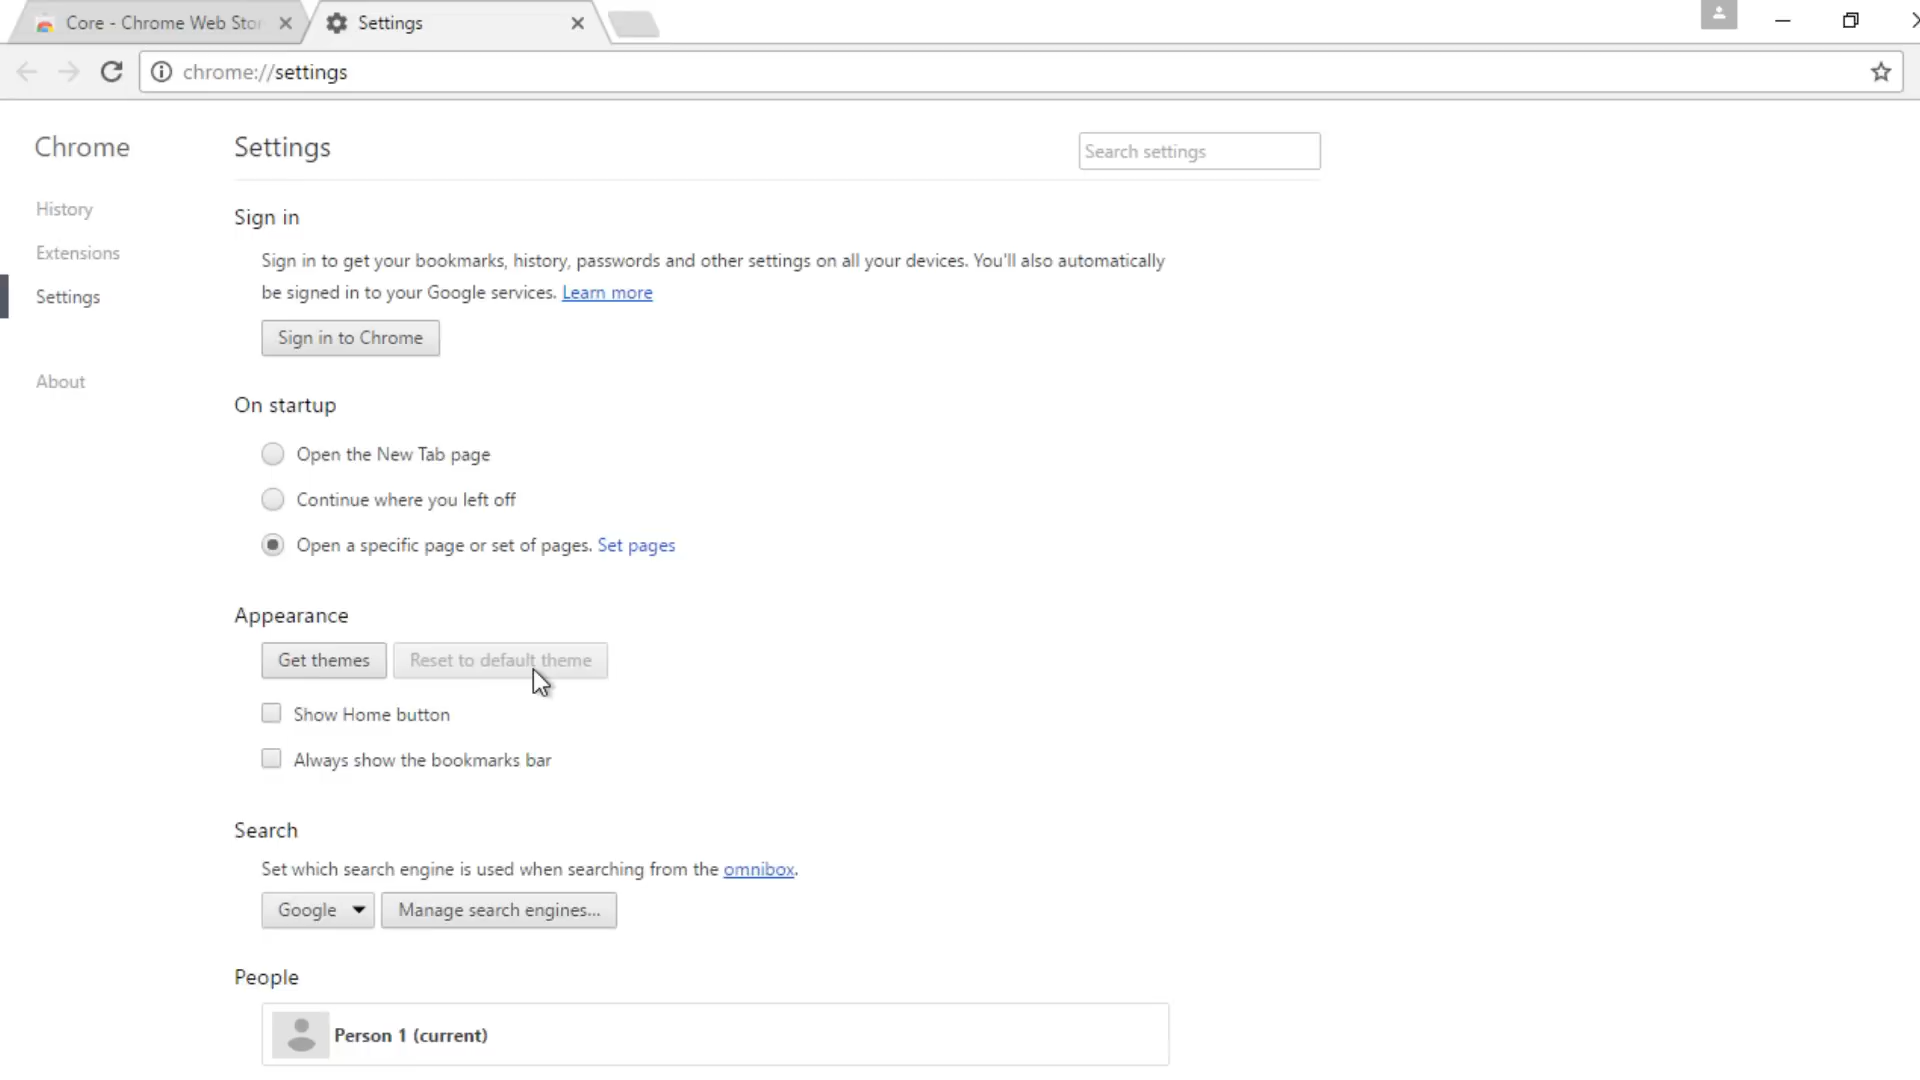 Core - Chrome Web Stor
Settings
chrome://settings
Chrome
Settings
Search settings
History
Extensions
Settings
About
Sign in
Sign in to get your bookmarks, history, passwords and other settings on all your devices. You'll also automatically
be signed in to your Google services. Learn more
Sign in to Chrome
On startup
Open the New Tab page
Continue where you left off
Open a specific page or set of pages. Set pages
Appearance
Get themes
Reset to default theme
Show Home button
Always show the bookmarks bar
Search
Set which search engine is used when searching from the omnibox.
Google
Manage search engines...
People
Person 1 (current)